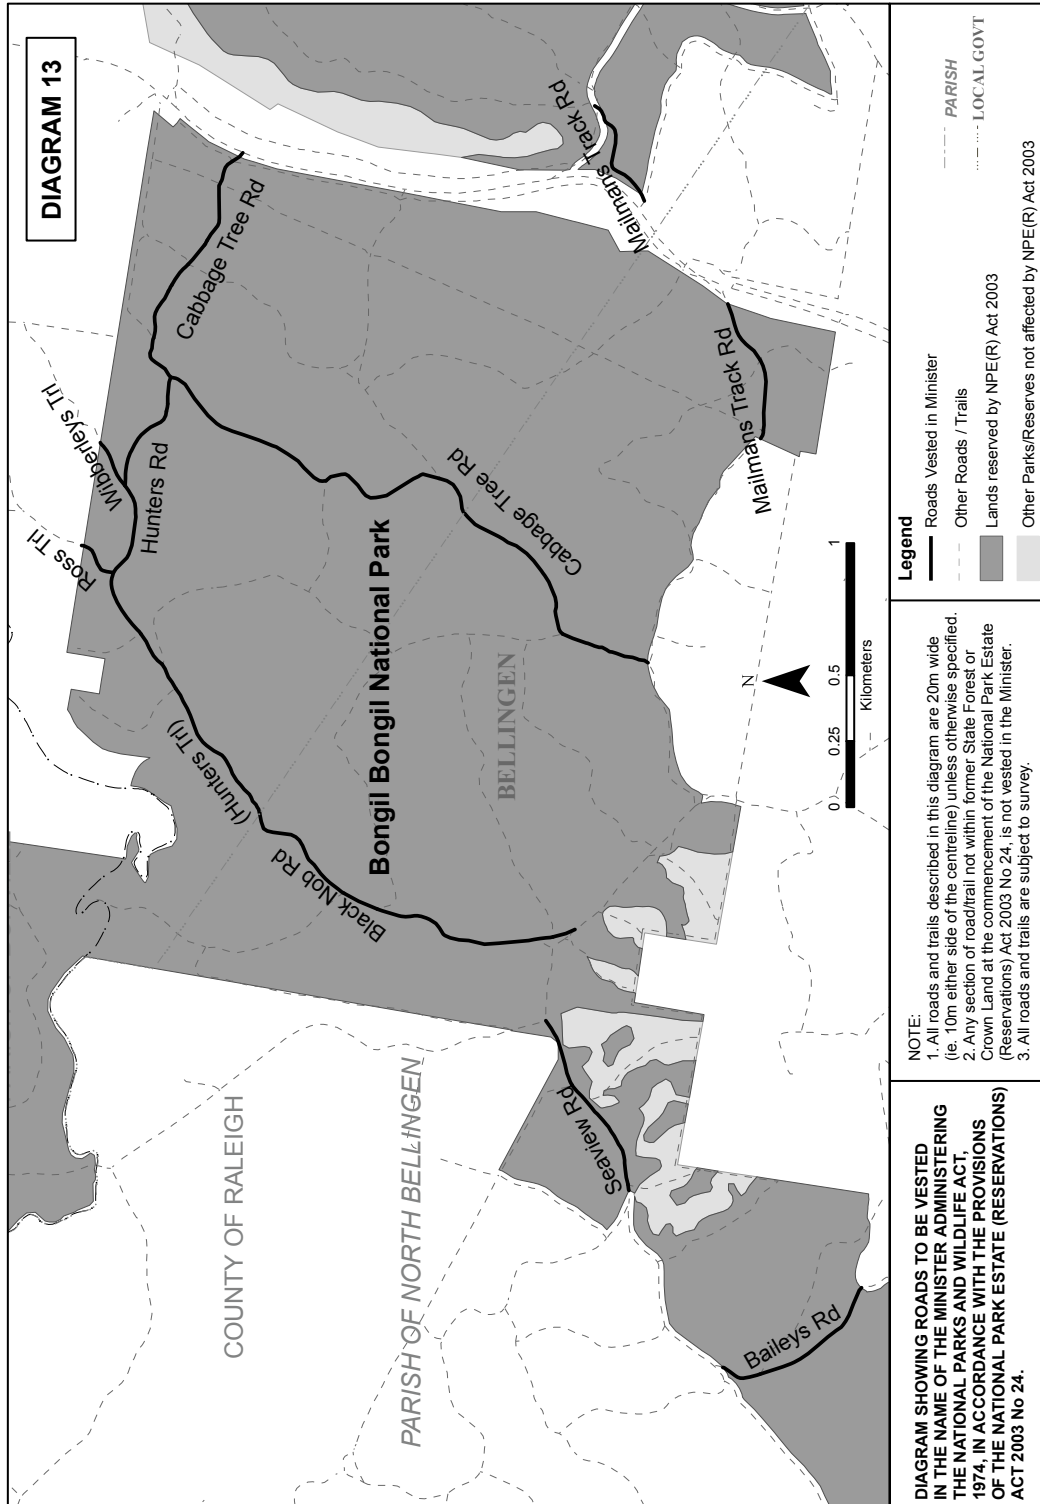 DIAGRAM 13
Cabbage Tree Rd
Wibberleys Trl
Ross Trl
Hunters Rd
(Hunters Trl)
Black Nob Rd
Bongil Bongil National Park
Cabbage Tree Rd
BELLINGEN
Mailmans Track Rd
Mailmans Track Rd
COUNTY OF RALEIGH
PARISH OF NORTH BELLINGEN
Seaview Rd
Baileys Rd
N
0 0.25 0.5 1
Kilometers
DIAGRAM SHOWING ROADS TO BE VESTED
IN THE NAME OF THE MINISTER ADMINISTERING
THE NATIONAL PARKS AND WILDLIFE ACT,
1974, IN ACCORDANCE WITH THE PROVISIONS
OF THE NATIONAL PARK ESTATE (RESERVATIONS)
ACT 2003 No 24.
NOTE:
1. All roads and trails described in this diagram are 20m wide
(ie. 10m either side of the centreline) unless otherwise specified.
2. Any section of road/trail not within former State Forest or
Crown Land at the commencement of the National Park Estate
(Reservations) Act 2003 No 24, is not vested in the Minister.
3. All roads and trails are subject to survey.
Legend
Roads Vested in Minister
Other Roads / Trails
Lands reserved by NPE(R) Act 2003
Other Parks/Reserves not affected by NPE(R) Act 2003
PARISH
LOCAL GOVT